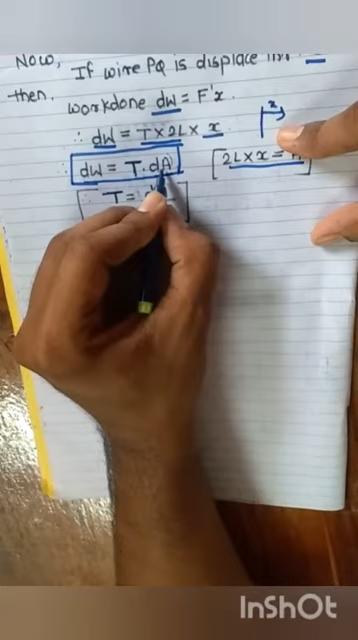 Now, If wire PQ is displace
then, workdone dW = F'x.
x
∴ dW = T × 2L × x
∴ dW = T. dA [2L × x =
∴ T =
InShOt